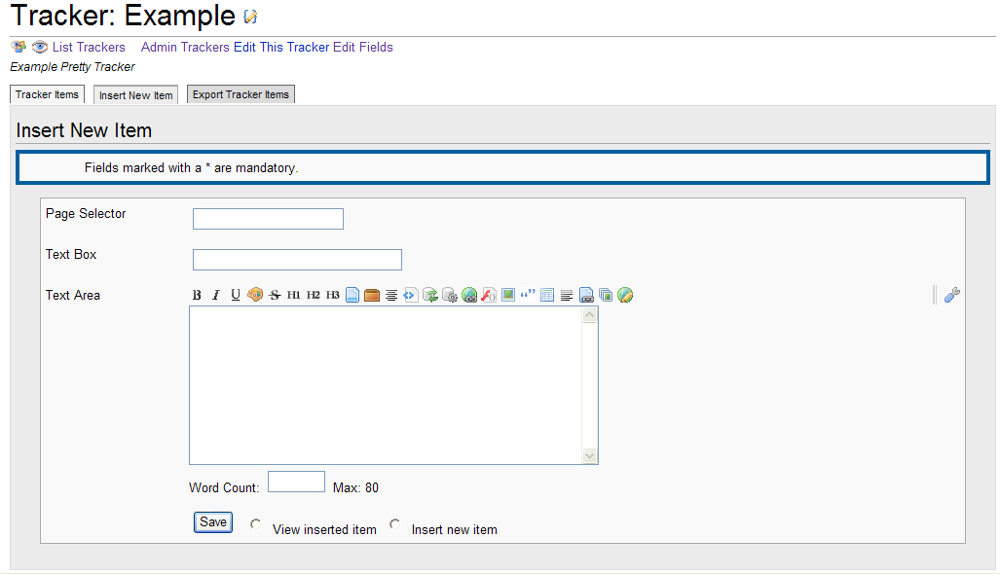 Tracker: Example
List Trackers Admin Trackers Edit This Tracker Edit Fields
Example Pretty Tracker
Tracker Items Insert New Item Export Tracker Items
Insert New Item
Fields marked with a * are mandatory.
Page Selector
Text Box
Text Area B I U S H1 H2 H3 “”
Word Count: Max: 80
Save View inserted item Insert new item